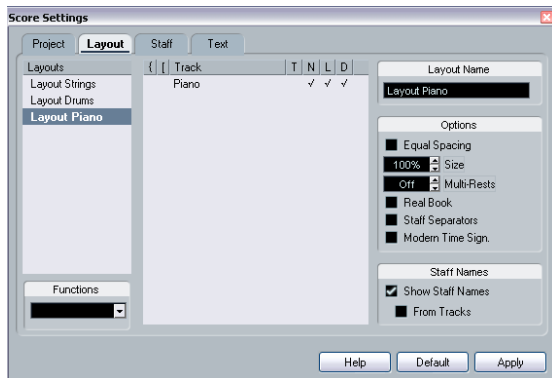 Score Settings
Project Layout Staff Text
Layouts
Layout Strings
Layout Drums
Layout Piano
Functions
{ [ Track T N L D
Piano √ √ √
Layout Name
Layout Piano
Options
Equal Spacing
100% Size
Off Multi-Rests
Real Book
Staff Separators
Modern Time Sign.
Staff Names
Show Staff Names
From Tracks
Help Default Apply